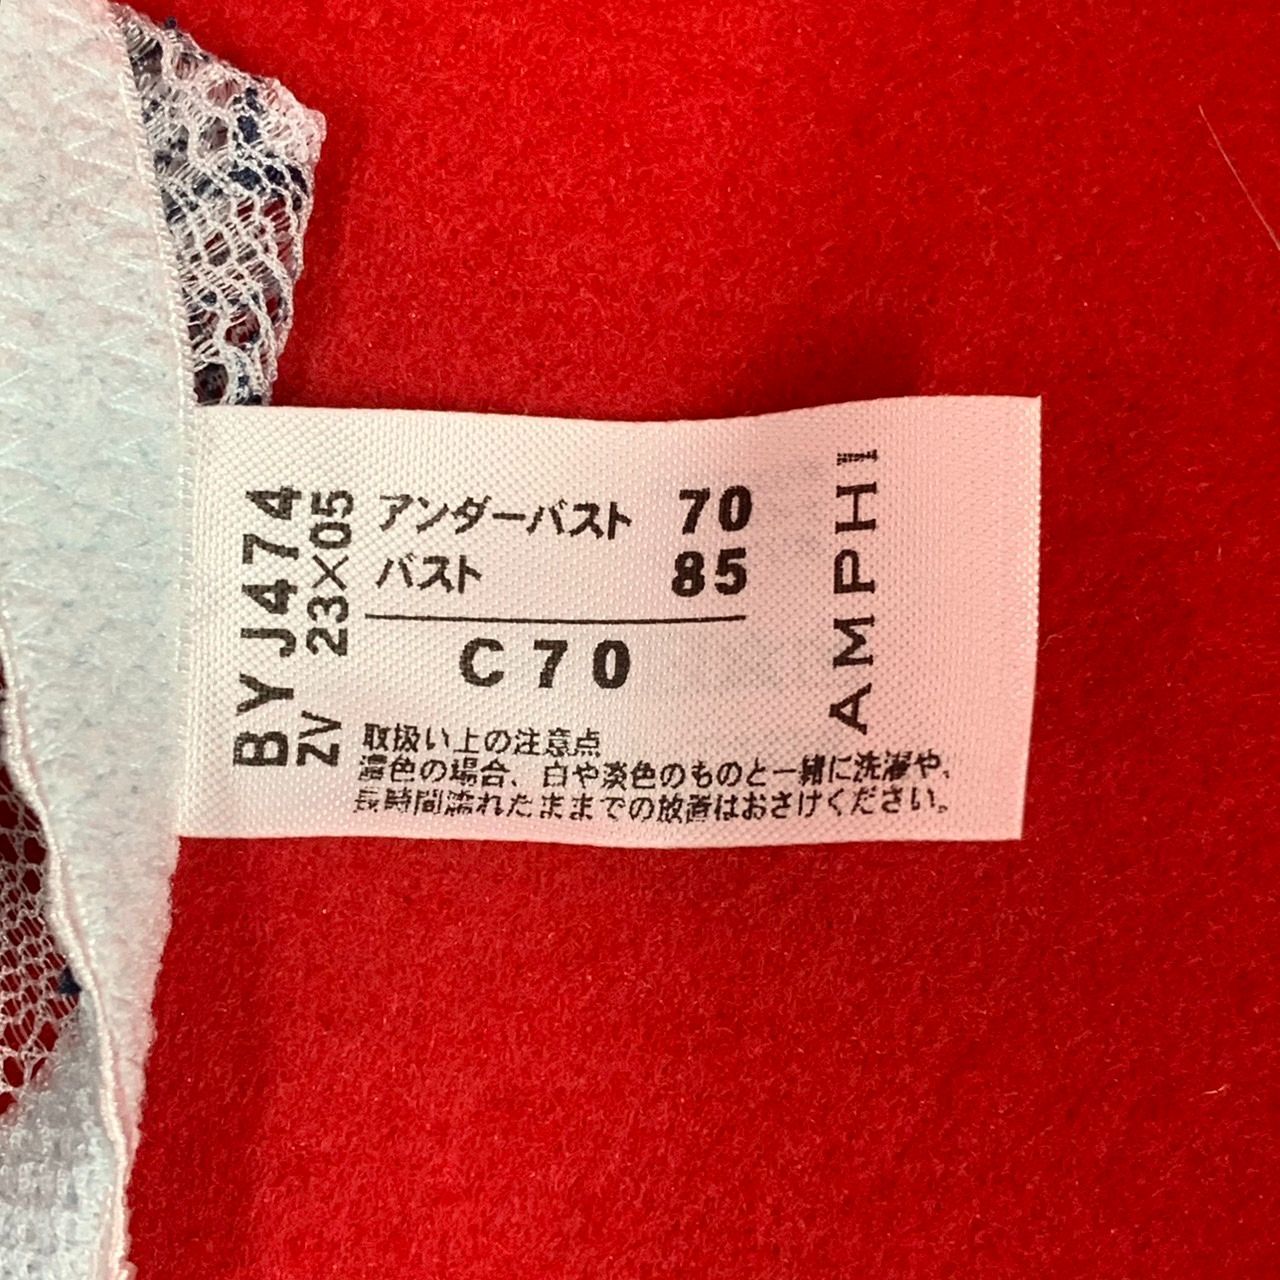 BYJ474
ZV 23×05
アンダーバスト 70
バスト 85
C70
取扱い上の注意点
濃色の場合、白や淡色のものと一緒に洗濯や、
長時間濡れたままでの放置はおさけください。
AMPHI